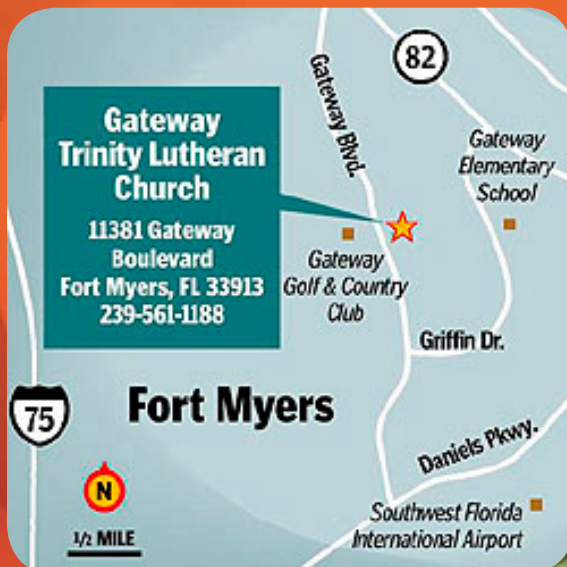 82
Gateway Blvd.
Gateway
Trinity Lutheran
Church
11381 Gateway
Boulevard
Fort Myers, FL 33913
239-561-1188
Gateway
Elementary
School
Gateway
Golf & Country
Club
Griffin Dr.
75
Fort Myers
Daniels Pkwy.
N
1/2 MILE
Southwest Florida
International Airport